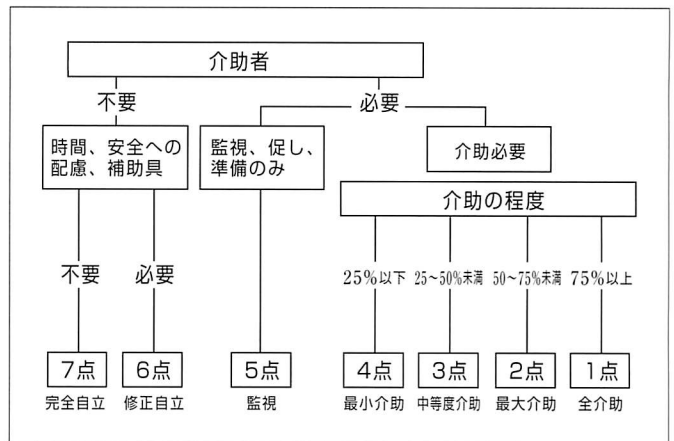 介助者
不要
必要
時間、安全への
配慮、補助具
監視、促し、
準備のみ
介助必要
介助の程度
不要
必要
25%以下
25〜50%未満
50〜75%未満
75%以上
7点
6点
5点
4点
3点
2点
1点
完全自立
修正自立
監視
最小介助
中等度介助
最大介助
全介助